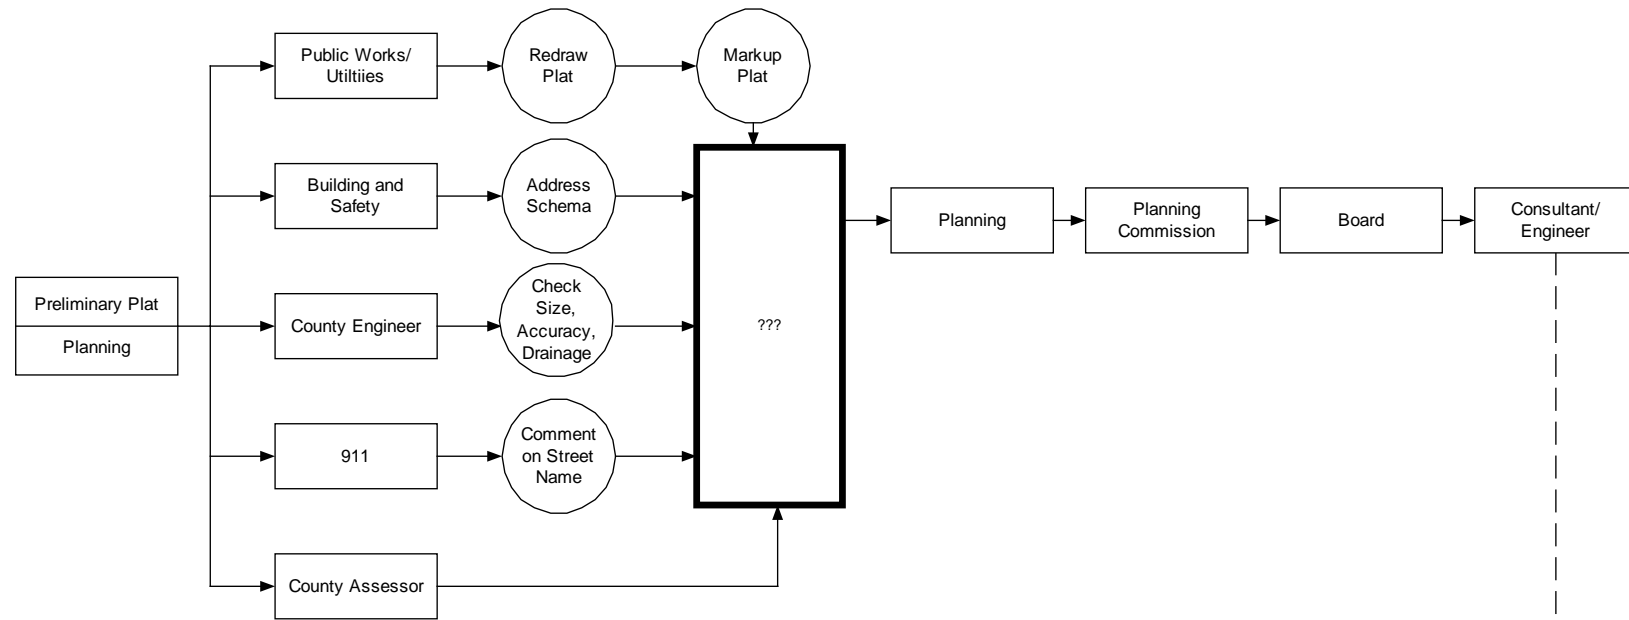 Public Works/
Utiltiies
Redraw
Plat
Markup
Plat
Building and
Safety
Address
Schema
Planning
Planning
Commission
Board
Consultant/
Engineer
Preliminary Plat
Planning
County Engineer
Check
Size,
Accuracy,
Drainage
???
911
Comment
on Street
Name
County Assessor